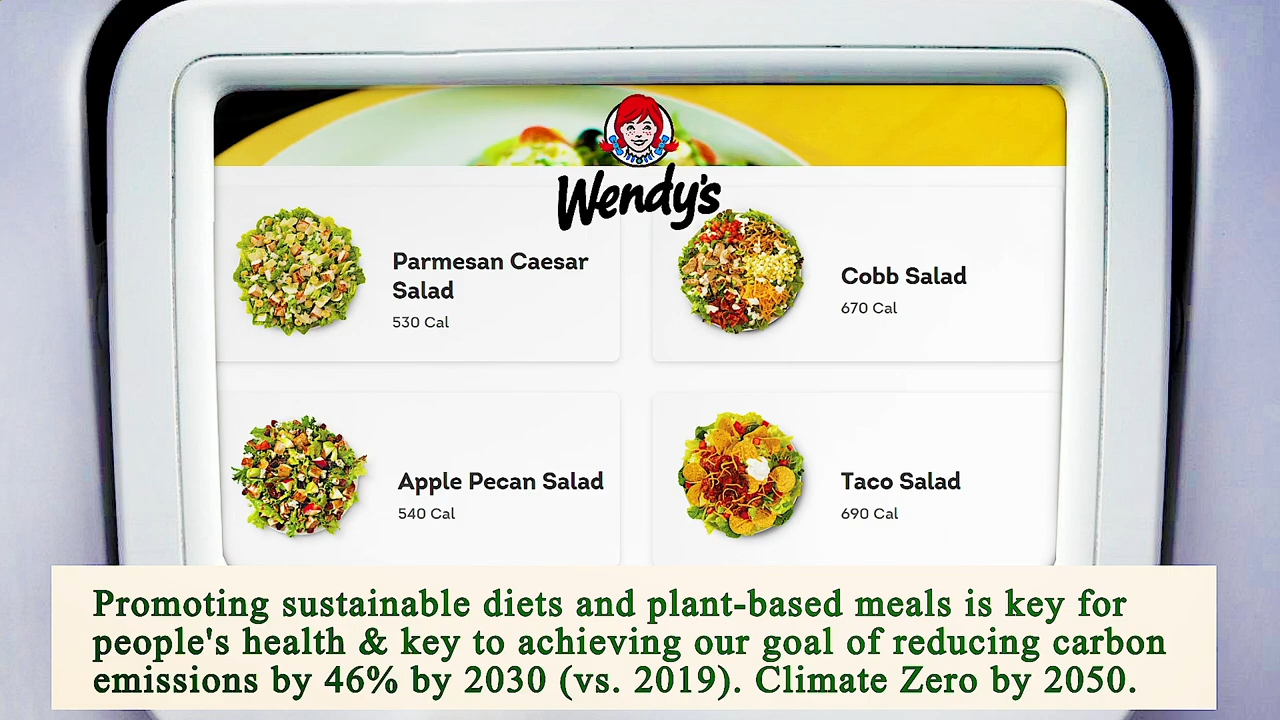 Wendy's
Parmesan Caesar
Salad
530 Cal
Cobb Salad
670 Cal
Apple Pecan Salad
540 Cal
Taco Salad
690 Cal
Promoting sustainable diets and plant-based meals is key for
people's health & key to achieving our goal of reducing carbon
emissions by 46% by 2030 (vs. 2019). Climate Zero by 2050.